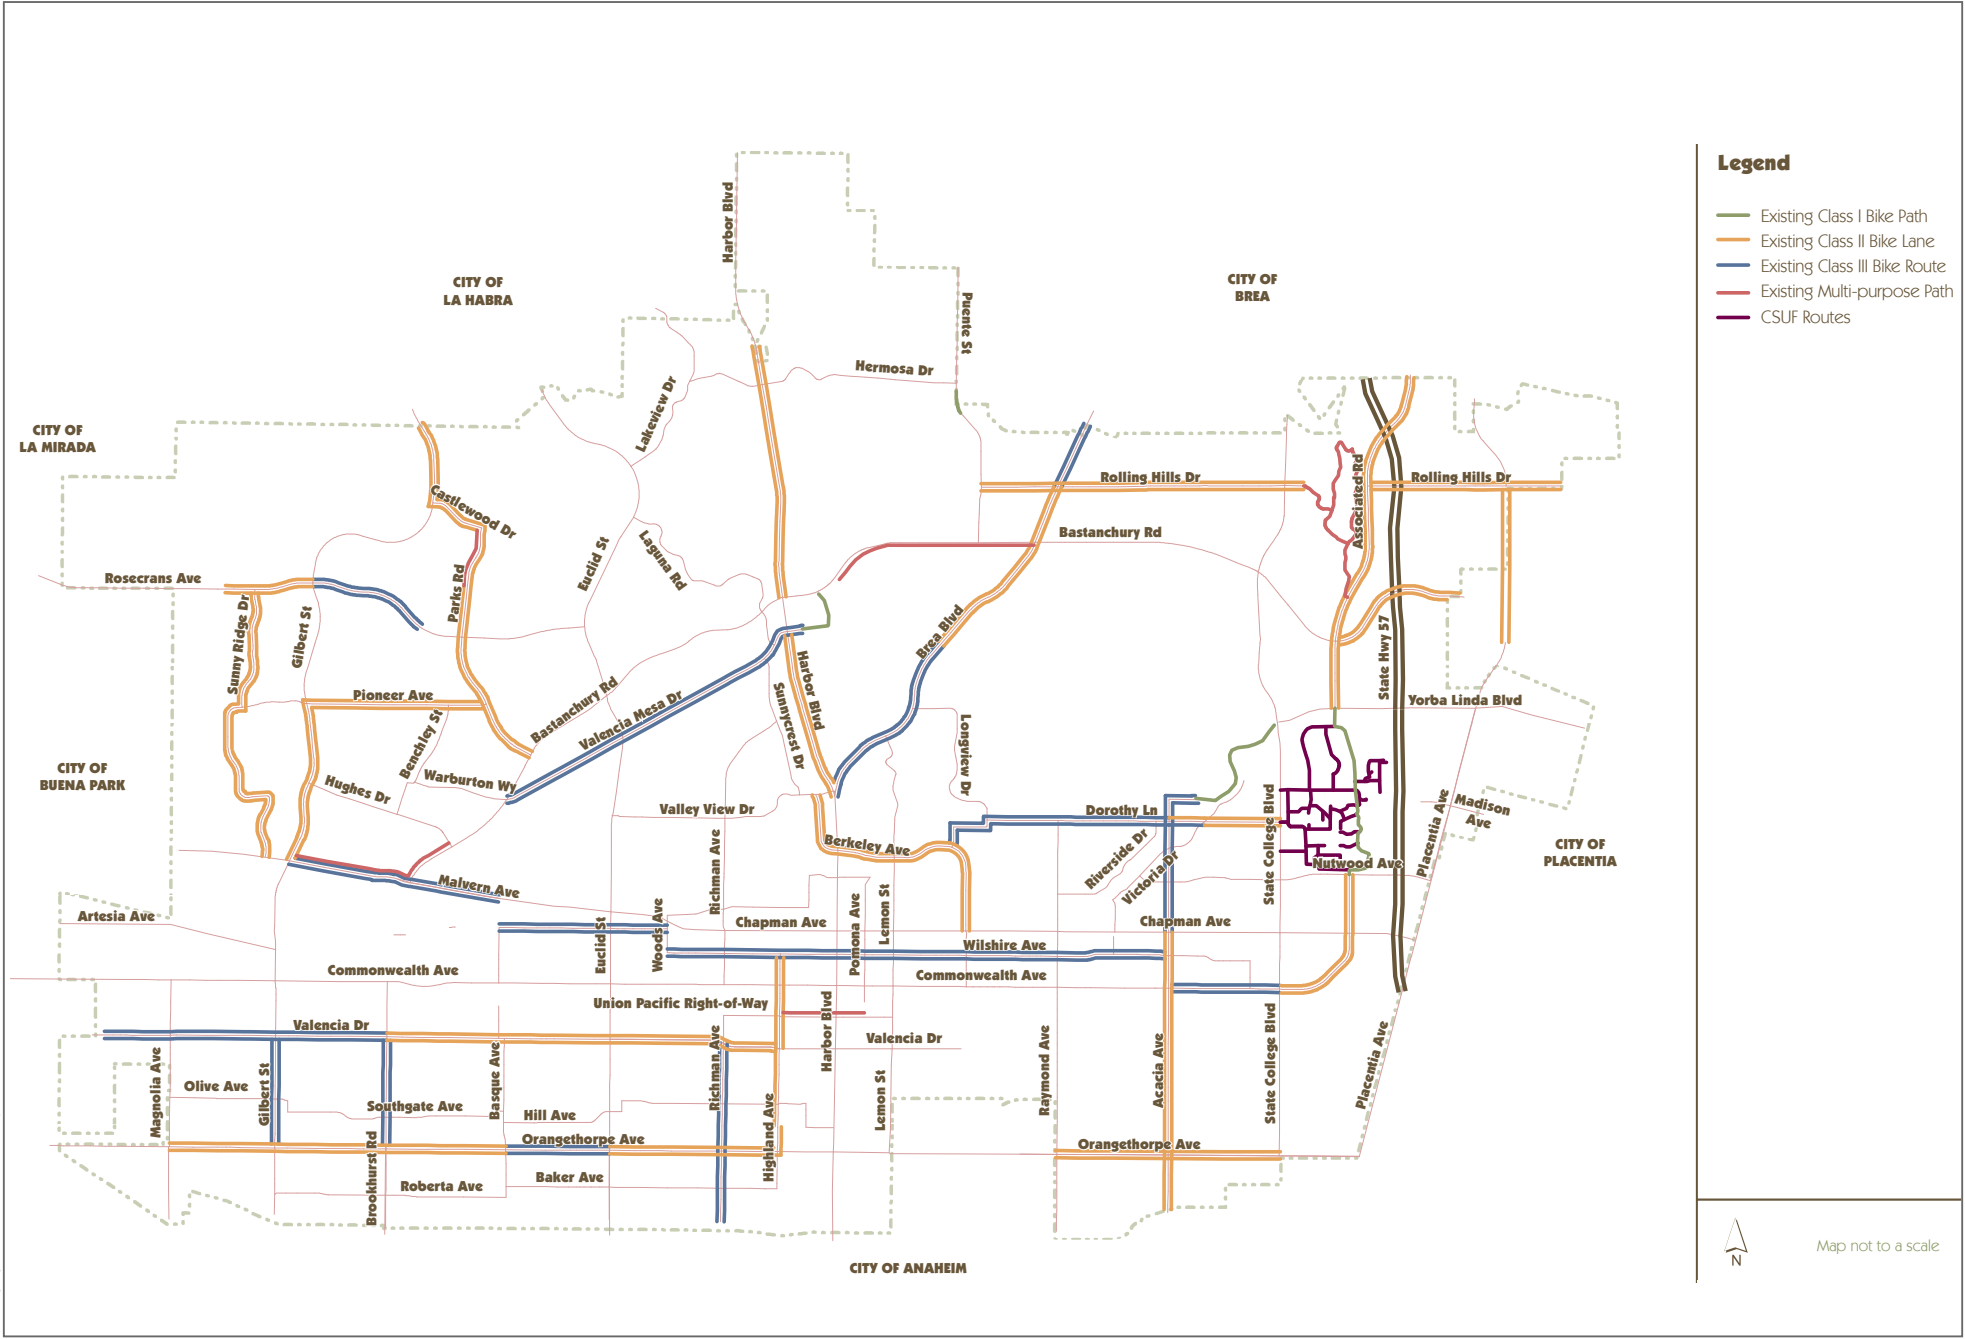 Legend
Existing Class I Bike Path
Existing Class II Bike Lane
Existing Class III Bike Route
Existing Multi-purpose Path
CSUF Routes
Harbor Blvd
CITY OF
LA HABRA
CITY OF
BREA
Puente St
Hermosa Dr
Lakeview Dr
CITY OF
LA MIRADA
Rolling Hills Dr
Associated Rd
Rolling Hills Dr
Castlewood Dr
Bastanchury Rd
Euclid St
Laguna Rd
Rosecrans Ave
Parks Rd
Sunny Ridge Dr
Gilbert St
Brea Blvd
State Hwy 57
Pioneer Ave
Bastanchury Rd
Valencia Mesa Dr
Harbor Blvd
Sunnycrest Dr
Yorba Linda Blvd
Longview Dr
Benchley St
CITY OF
BUENA PARK
Hughes Dr
Warburton Wy
Valley View Dr
Dorothy Ln
State College Blvd
Placentia Ave
Madison
Ave
Berkeley Ave
Riverside Dr
Victoria Dr
Nutwood Ave
CITY OF
PLACENTIA
Malvern Ave
Richman Ave
Artesia Ave
Euclid St
Woods Ave
Chapman Ave
Pomona Ave
Lemon St
Chapman Ave
Wilshire Ave
Commonwealth Ave
Commonwealth Ave
Union Pacific Right-of-Way
Harbor Blvd
Valencia Dr
Valencia Dr
Richman Ave
Raymond Ave
Acacia Ave
State College Blvd
Placentia Ave
Magnolia Ave
Olive Ave
Gilbert St
Basque Ave
Southgate Ave
Hill Ave
Highland Ave
Lemon St
Orangethorpe Ave
Orangethorpe Ave
Brookhurst Rd
Roberta Ave
Baker Ave
CITY OF ANAHEIM
N
Map not to a scale